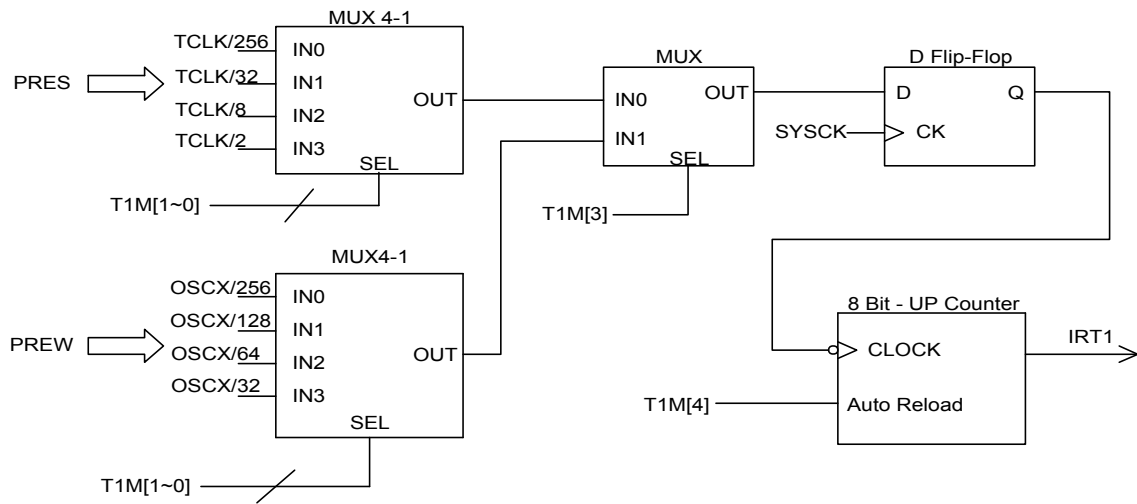 MUX 4-1
TCLK/256
IN0
PRES
TCLK/32
IN1
TCLK/8
IN2
TCLK/2
IN3
OUT
SEL
T1M[1~0]
MUX
IN0
OUT
IN1
SEL
T1M[3]
D Flip-Flop
D
Q
SYSCK
CK
MUX4-1
OSCX/256
IN0
PREW
OSCX/128
IN1
OSCX/64
IN2
OSCX/32
IN3
OUT
SEL
T1M[1~0]
8 Bit - UP Counter
CLOCK
IRT1
T1M[4]
Auto Reload